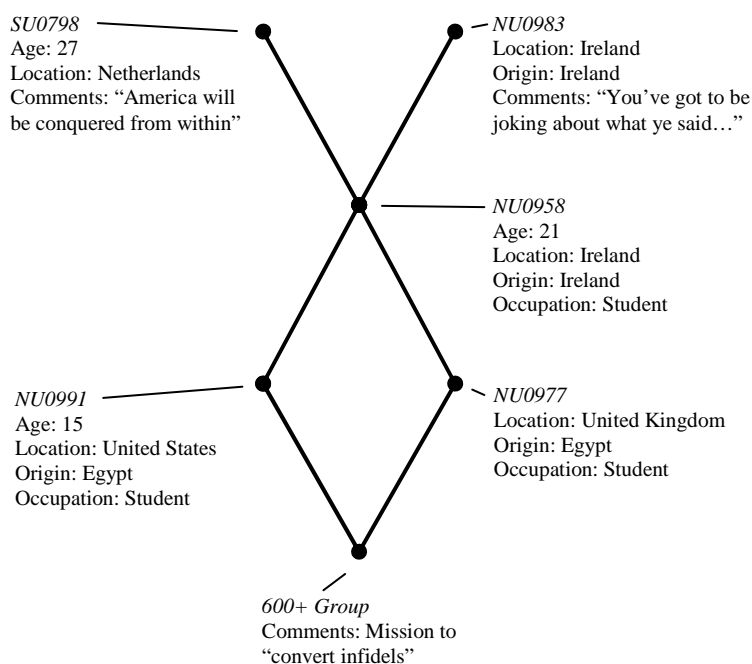 SU0798
Age: 27
Location: Netherlands
Comments: “America will
be conquered from within”
NU0983
Location: Ireland
Origin: Ireland
Comments: “You’ve got to be
joking about what ye said…”
NU0958
Age: 21
Location: Ireland
Origin: Ireland
Occupation: Student
NU0991
Age: 15
Location: United States
Origin: Egypt
Occupation: Student
NU0977
Location: United Kingdom
Origin: Egypt
Occupation: Student
600+ Group
Comments: Mission to
“convert infidels”